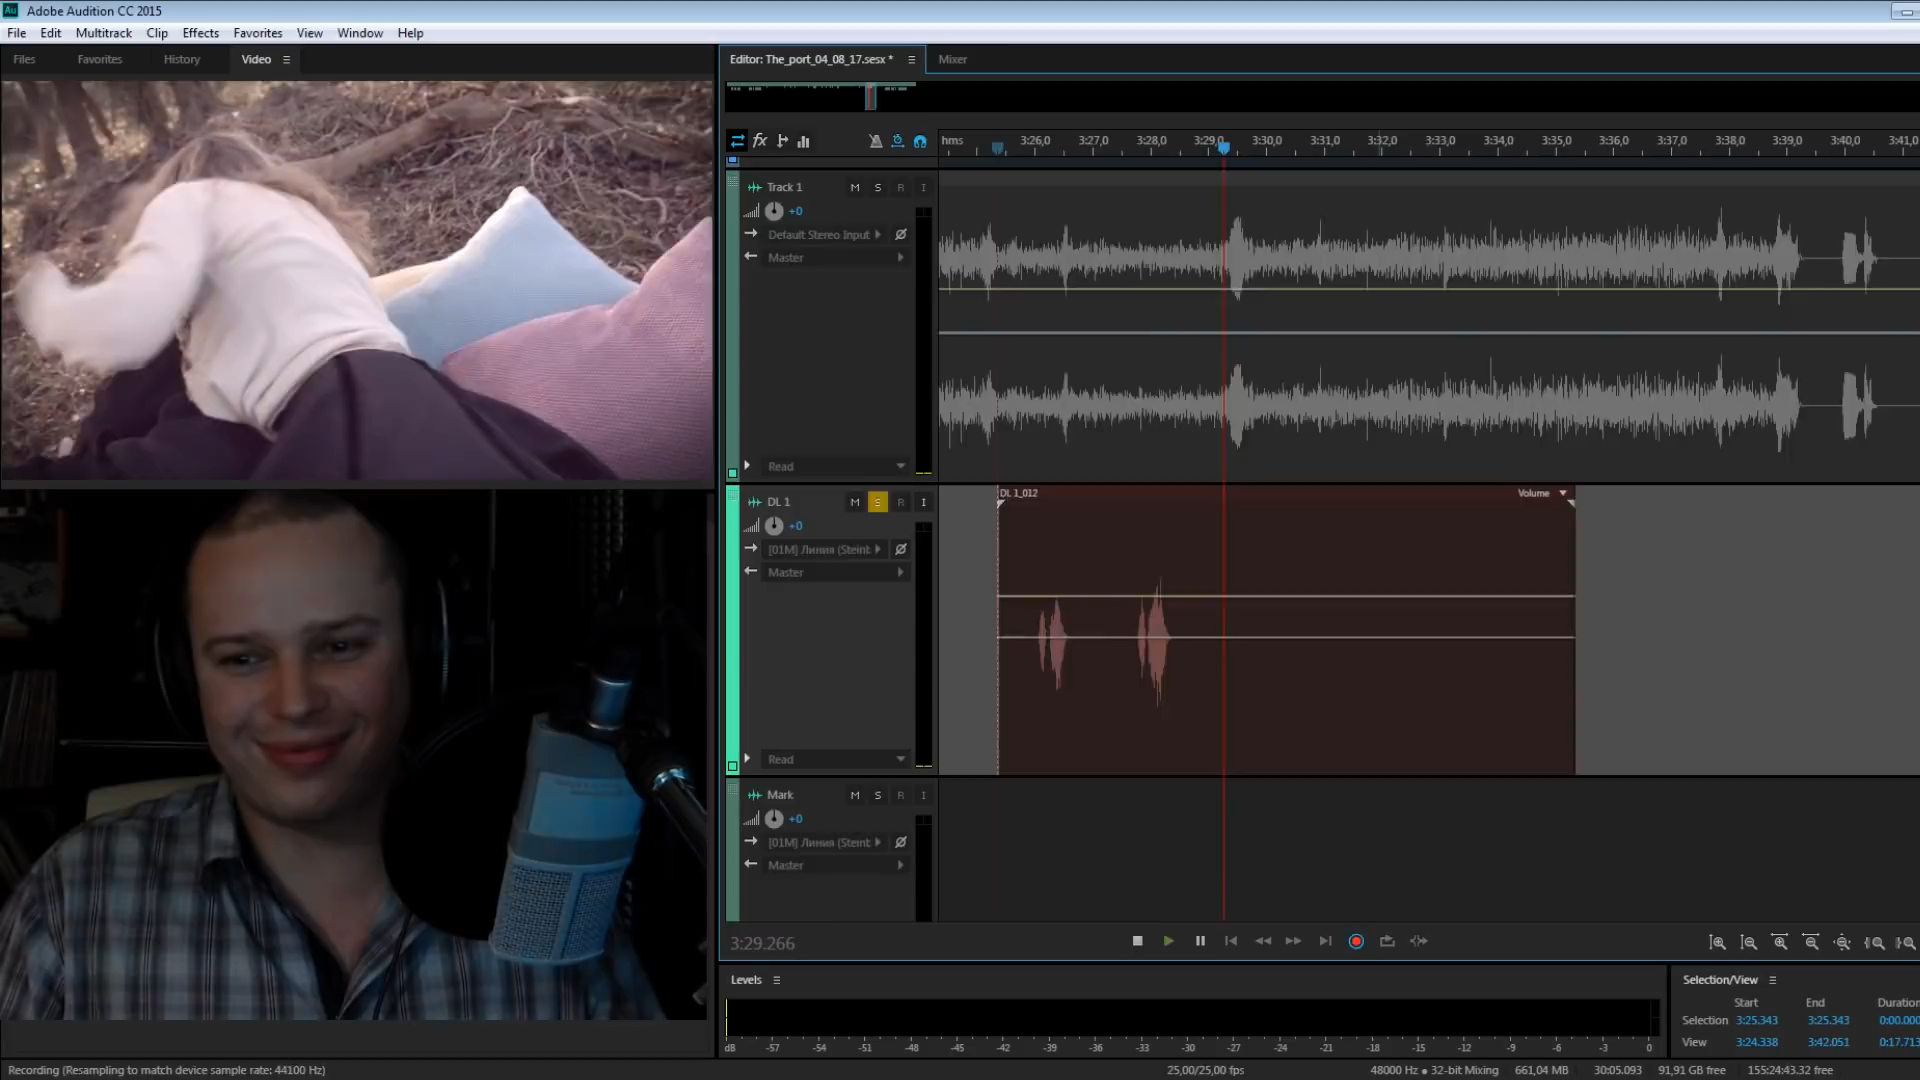 Au Adobe Audition CC 2015
File Edit Multitrack Clip Effects Favorites View Window Help
Files Favorites History Video
Editor: The_port_04_08_17.sesx * Mixer
fx
hms 3:26,0 3:27,0 3:28,0 3:29,0 3:30,0 3:31,0 3:32,0 3:33,0 3:34,0 3:35,0 3:36,0 3:37,0 3:38,0 3:39,0 3:40,0 3:41,0
Track 1 M S R I
+0
Default Stereo Input
Master
Read
DL 1 M S R I
+0
[01M] Линия (Steint
Master
Read
DL 1_012 Volume
Mark M S R I
+0
[01M] Линия (Steint
Master
3:29.266
Levels
dB -57 -54 -51 -48 -45 -42 -39 -36 -33 -30 -27 -24 -21 -18 -15 -12 -9 -6 -3 0
Selection/View
Start End Duration
Selection 3:25.343 3:25.343 0:00.000
View 3:24.338 3:42.051 0:17.713
Recording (Resampling to match device sample rate: 44100 Hz) 25,00/25,00 fps 48000 Hz ● 32-bit Mixing 661,04 MB 30:05.093 91,91 GB free 155:24:43.32 free